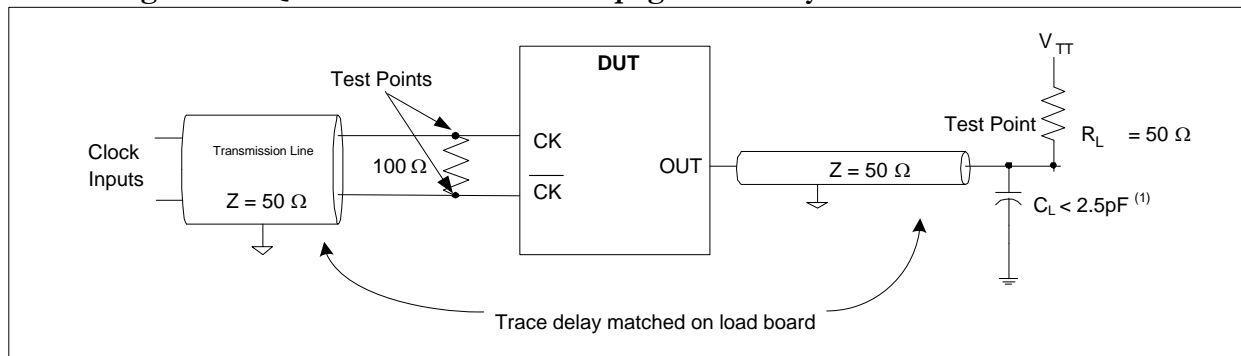 V TT
DUT
Test Points
Test Point
R L = 50 Ω
CK
Clock Inputs
Transmission Line
100 Ω
OUT
Z = 50 Ω
CK
Z = 50 Ω
C L < 2.5pF (1)
Trace delay matched on load board